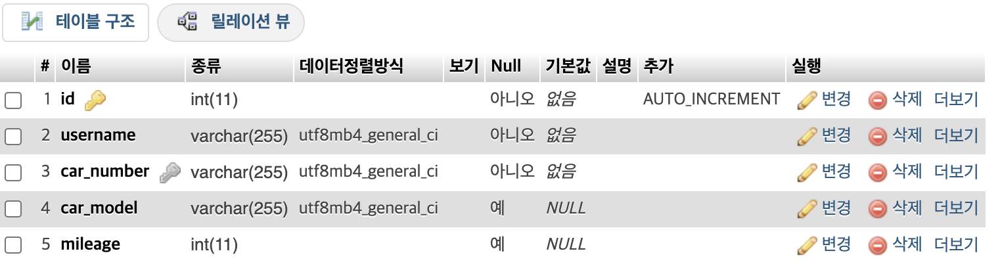 테이블 구조 릴레이션 뷰
# 이름 종류 데이터정렬방식 보기 Null 기본값 설명 추가 실행
1 id int(11) 아니오 없음 AUTO_INCREMENT 변경 삭제 더보기
2 username varchar(255) utf8mb4_general_ci 아니오 없음 변경 삭제 더보기
3 car_number varchar(255) utf8mb4_general_ci 아니오 없음 변경 삭제 더보기
4 car_model varchar(255) utf8mb4_general_ci 예 NULL 변경 삭제 더보기
5 mileage int(11) 예 NULL 변경 삭제 더보기